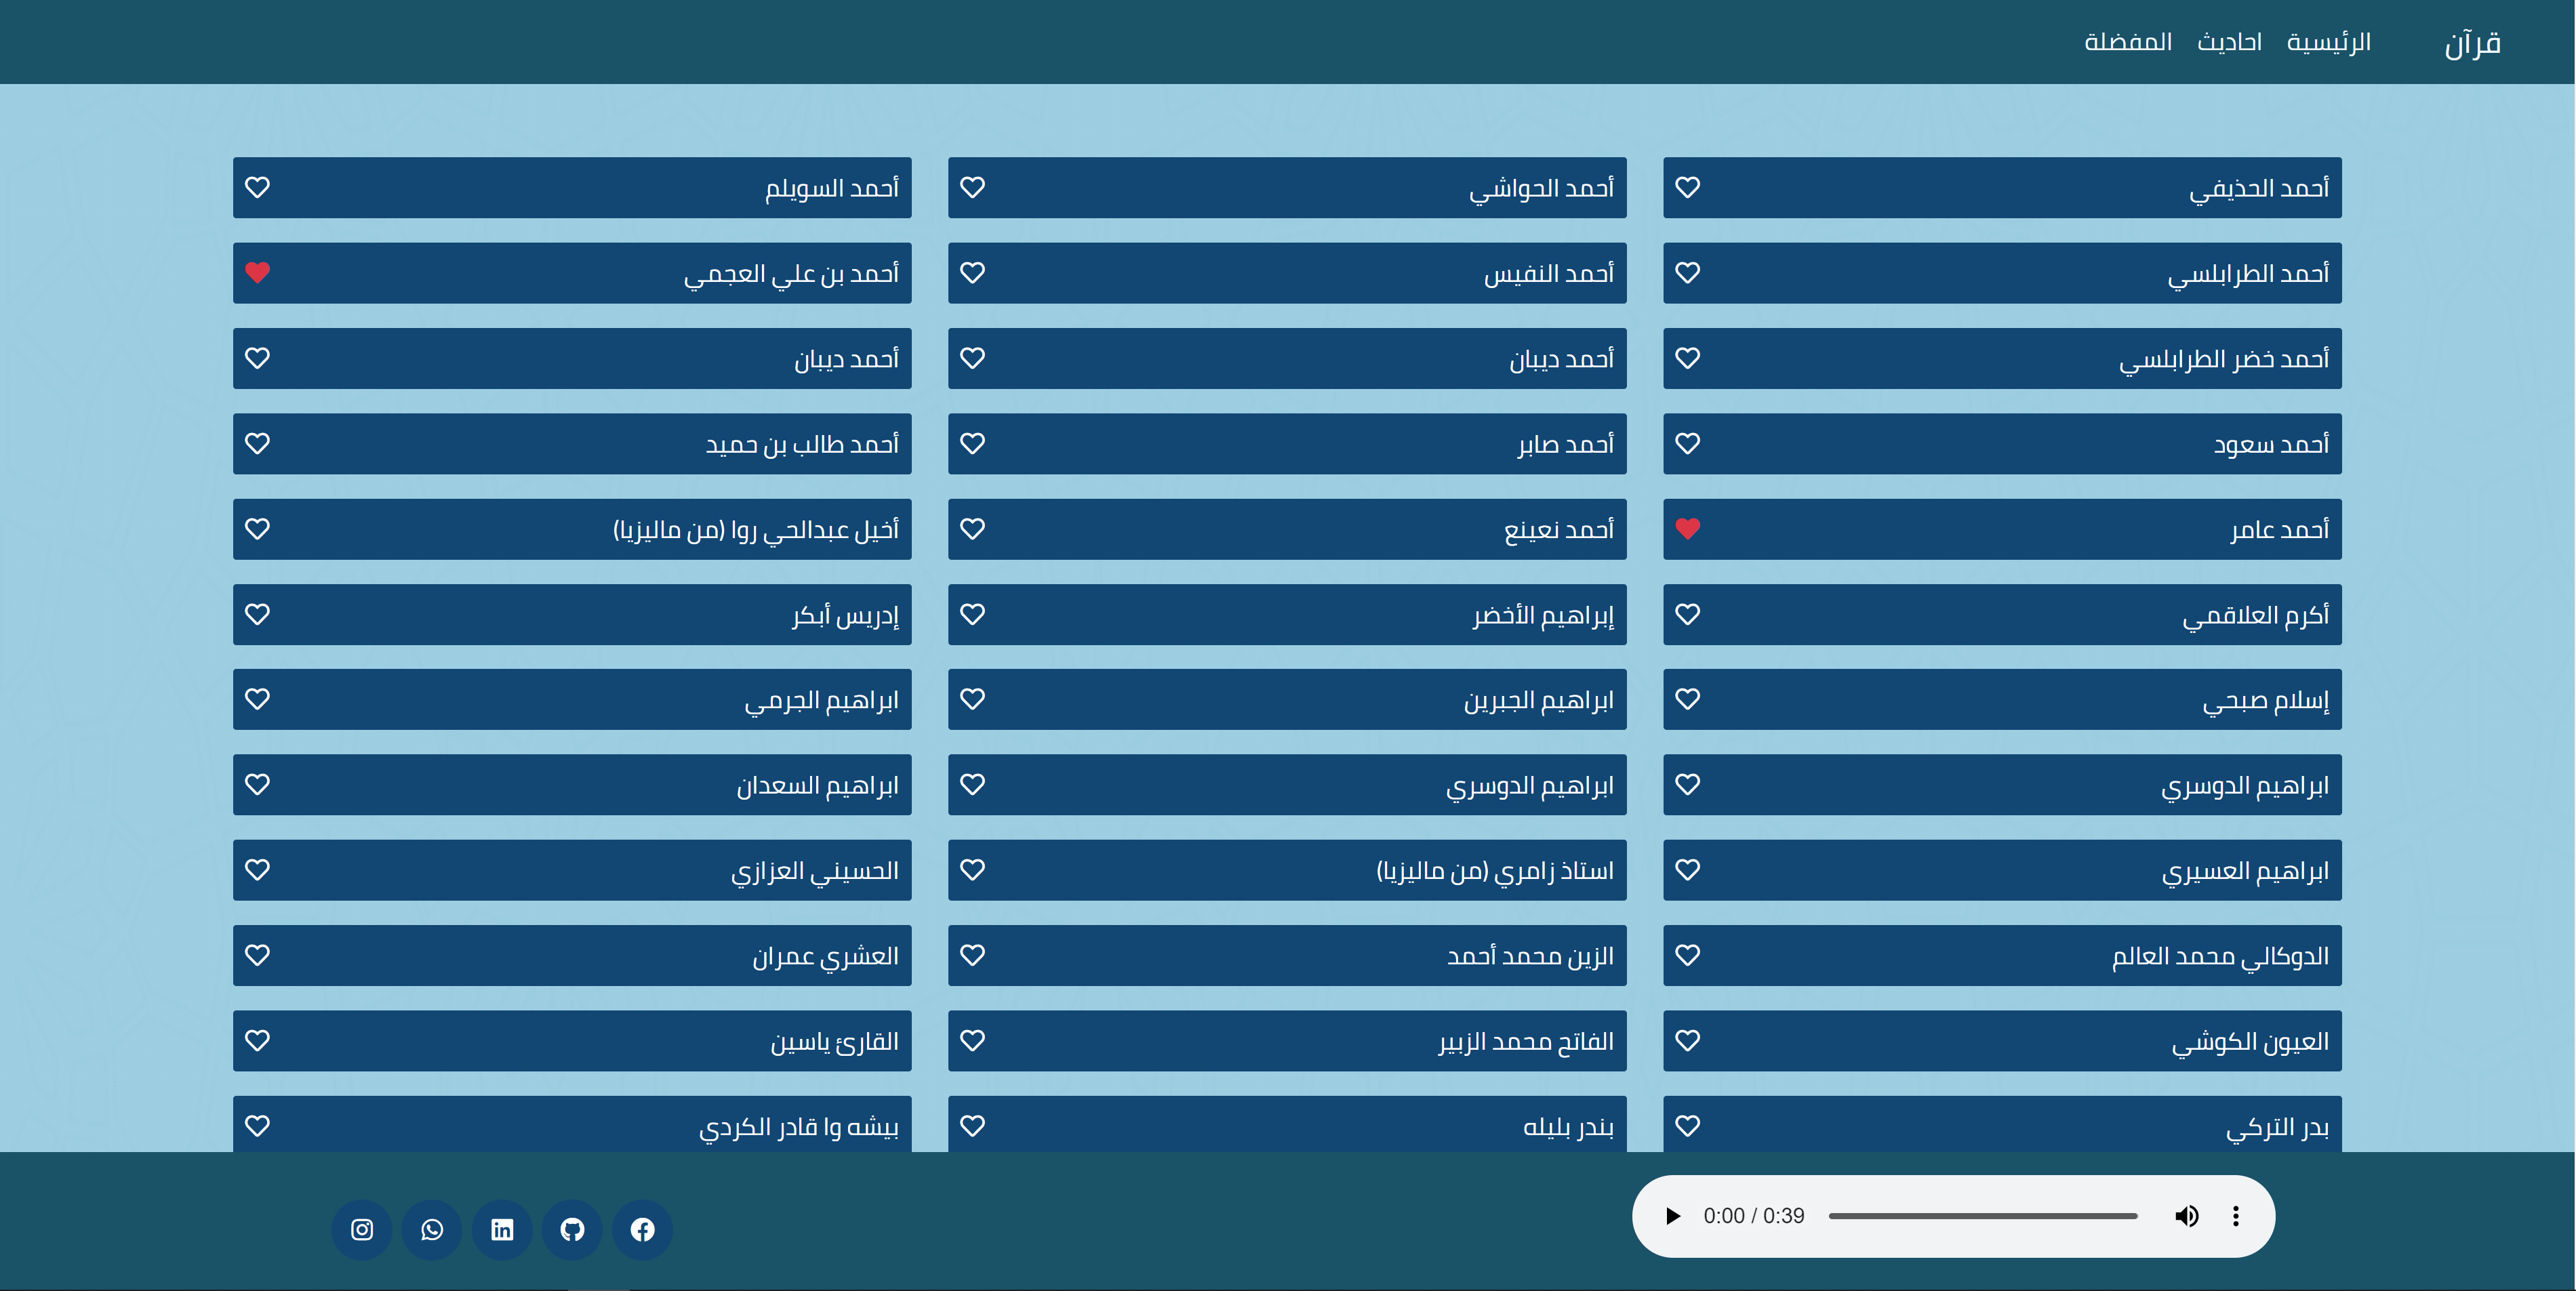 قرآن الرئيسية احاديث المفضلة
أحمد الحذيفي
أحمد الحواشي
أحمد السويلم
أحمد الطرابلسي
أحمد النفيس
أحمد بن علي العجمي
أحمد خضر الطرابلسي
أحمد ديبان
أحمد ديبان
أحمد سعود
أحمد صابر
أحمد طالب بن حميد
أحمد عامر
أحمد نعينع
أخيل عبدالحي روا (من ماليزيا)
أكرم العلاقمي
إبراهيم الأخضر
إدريس أبكر
إسلام صبحي
ابراهيم الجبرين
ابراهيم الجرمي
ابراهيم الدوسري
ابراهيم الدوسري
ابراهيم السعدان
ابراهيم العسيري
استاذ زامري (من ماليزيا)
الحسيني العزازي
الدوكالي محمد العالم
الزين محمد أحمد
العشري عمران
العيون الكوشي
الفاتح محمد الزبير
القارئ ياسين
بدر التركي
بندر بليله
بيشه وا قادر الكردي
0:00 / 0:39